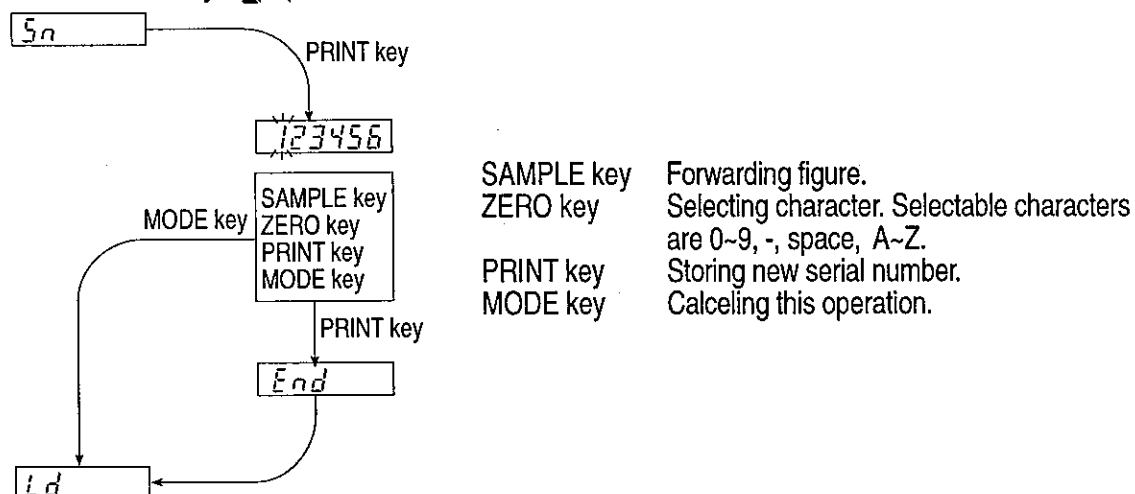 Sn
PRINT key
123456
SAMPLE key Forwarding figure.
ZERO key Selecting character. Selectable characters
are 0~9, -, space, A~Z.
PRINT key Storing new serial number.
MODE key Calceling this operation.
MODE key
SAMPLE key
ZERO key
PRINT key
MODE key
PRINT key
End
Ld